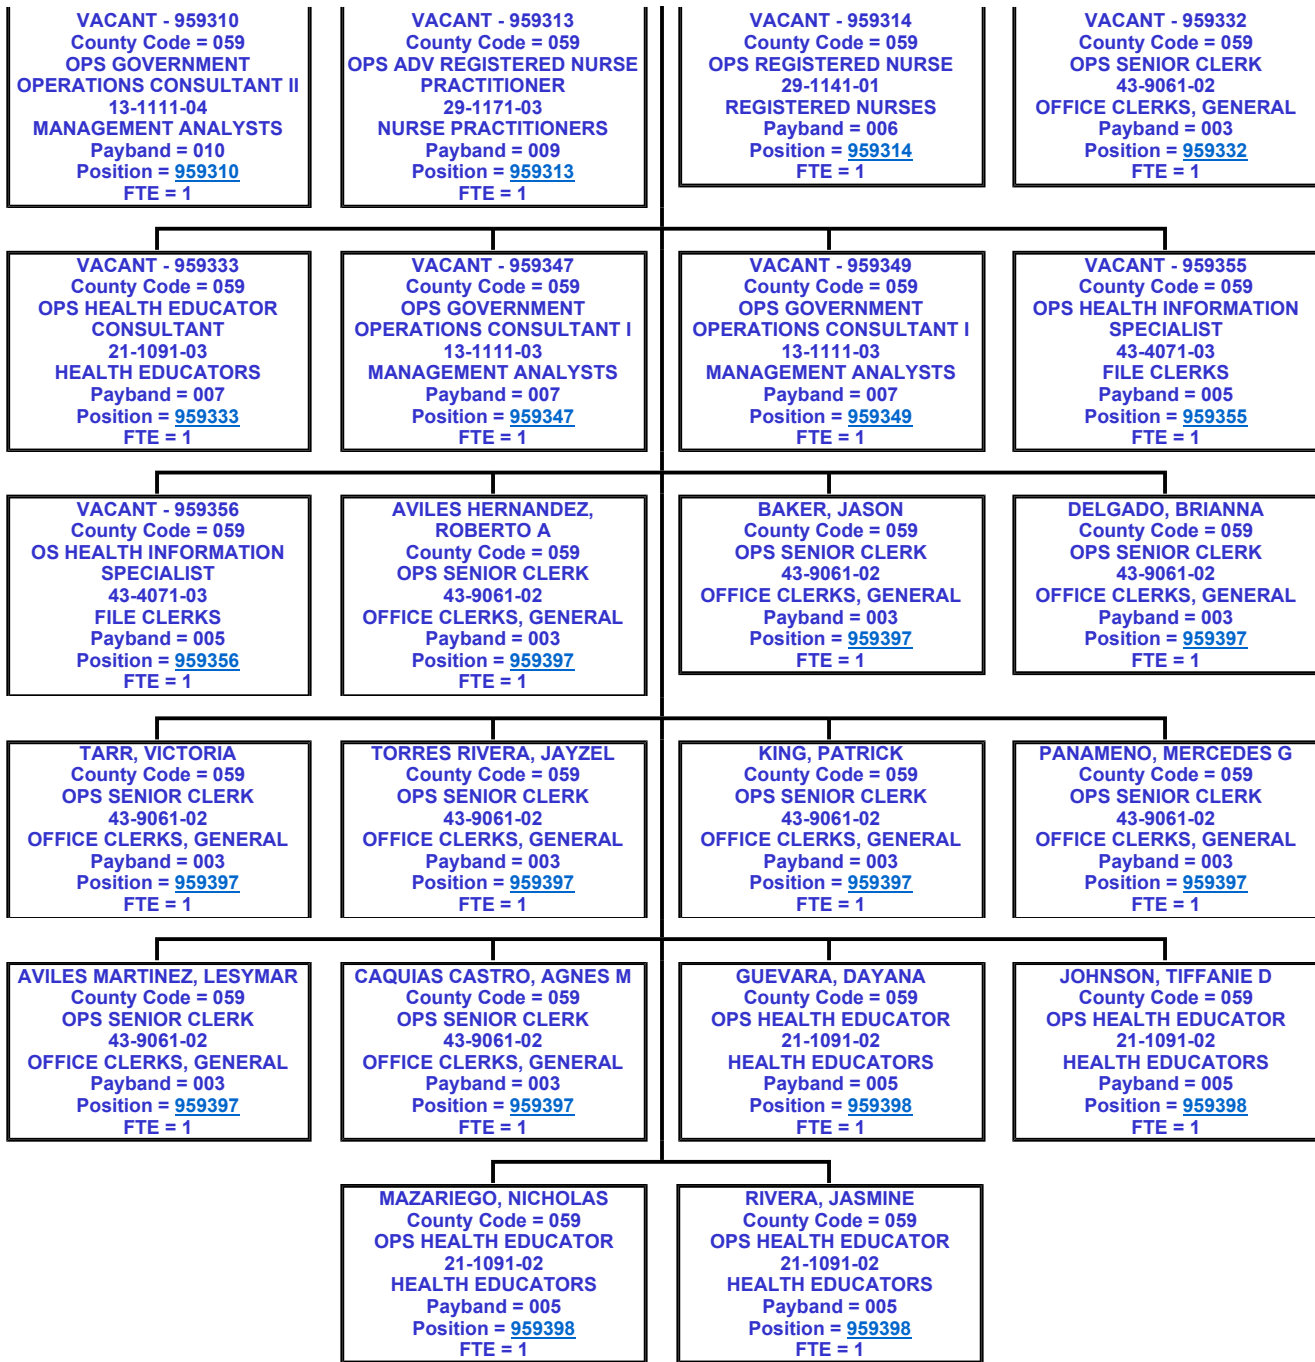 VACANT - 959310
County Code = 059
OPS GOVERNMENT
OPERATIONS CONSULTANT II
13-1111-04
MANAGEMENT ANALYSTS
Payband = 010
Position = 959310
FTE = 1
VACANT - 959313
County Code = 059
OPS ADV REGISTERED NURSE
PRACTITIONER
29-1171-03
NURSE PRACTITIONERS
Payband = 009
Position = 959313
FTE = 1
VACANT - 959314
County Code = 059
OPS REGISTERED NURSE
29-1141-01
REGISTERED NURSES
Payband = 006
Position = 959314
FTE = 1
VACANT - 959332
County Code = 059
OPS SENIOR CLERK
43-9061-02
OFFICE CLERKS, GENERAL
Payband = 003
Position = 959332
FTE = 1
VACANT - 959333
County Code = 059
OPS HEALTH EDUCATOR
CONSULTANT
21-1091-03
HEALTH EDUCATORS
Payband = 007
Position = 959333
FTE = 1
VACANT - 959347
County Code = 059
OPS GOVERNMENT
OPERATIONS CONSULTANT I
13-1111-03
MANAGEMENT ANALYSTS
Payband = 007
Position = 959347
FTE = 1
VACANT - 959349
County Code = 059
OPS GOVERNMENT
OPERATIONS CONSULTANT I
13-1111-03
MANAGEMENT ANALYSTS
Payband = 007
Position = 959349
FTE = 1
VACANT - 959355
County Code = 059
OPS HEALTH INFORMATION
SPECIALIST
43-4071-03
FILE CLERKS
Payband = 005
Position = 959355
FTE = 1
VACANT - 959356
County Code = 059
OS HEALTH INFORMATION
SPECIALIST
43-4071-03
FILE CLERKS
Payband = 005
Position = 959356
FTE = 1
AVILES HERNANDEZ,
ROBERTO A
County Code = 059
OPS SENIOR CLERK
43-9061-02
OFFICE CLERKS, GENERAL
Payband = 003
Position = 959397
FTE = 1
BAKER, JASON
County Code = 059
OPS SENIOR CLERK
43-9061-02
OFFICE CLERKS, GENERAL
Payband = 003
Position = 959397
FTE = 1
DELGADO, BRIANNA
County Code = 059
OPS SENIOR CLERK
43-9061-02
OFFICE CLERKS, GENERAL
Payband = 003
Position = 959397
FTE = 1
TARR, VICTORIA
County Code = 059
OPS SENIOR CLERK
43-9061-02
OFFICE CLERKS, GENERAL
Payband = 003
Position = 959397
FTE = 1
TORRES RIVERA, JAYZEL
County Code = 059
OPS SENIOR CLERK
43-9061-02
OFFICE CLERKS, GENERAL
Payband = 003
Position = 959397
FTE = 1
KING, PATRICK
County Code = 059
OPS SENIOR CLERK
43-9061-02
OFFICE CLERKS, GENERAL
Payband = 003
Position = 959397
FTE = 1
PANAMENO, MERCEDES G
County Code = 059
OPS SENIOR CLERK
43-9061-02
OFFICE CLERKS, GENERAL
Payband = 003
Position = 959397
FTE = 1
AVILES MARTINEZ, LESYMAR
County Code = 059
OPS SENIOR CLERK
43-9061-02
OFFICE CLERKS, GENERAL
Payband = 003
Position = 959397
FTE = 1
CAQUIAS CASTRO, AGNES M
County Code = 059
OPS SENIOR CLERK
43-9061-02
OFFICE CLERKS, GENERAL
Payband = 003
Position = 959397
FTE = 1
GUEVARA, DAYANA
County Code = 059
OPS HEALTH EDUCATOR
21-1091-02
HEALTH EDUCATORS
Payband = 005
Position = 959398
FTE = 1
JOHNSON, TIFFANIE D
County Code = 059
OPS HEALTH EDUCATOR
21-1091-02
HEALTH EDUCATORS
Payband = 005
Position = 959398
FTE = 1
MAZARIEGO, NICHOLAS
County Code = 059
OPS HEALTH EDUCATOR
21-1091-02
HEALTH EDUCATORS
Payband = 005
Position = 959398
FTE = 1
RIVERA, JASMINE
County Code = 059
OPS HEALTH EDUCATOR
21-1091-02
HEALTH EDUCATORS
Payband = 005
Position = 959398
FTE = 1